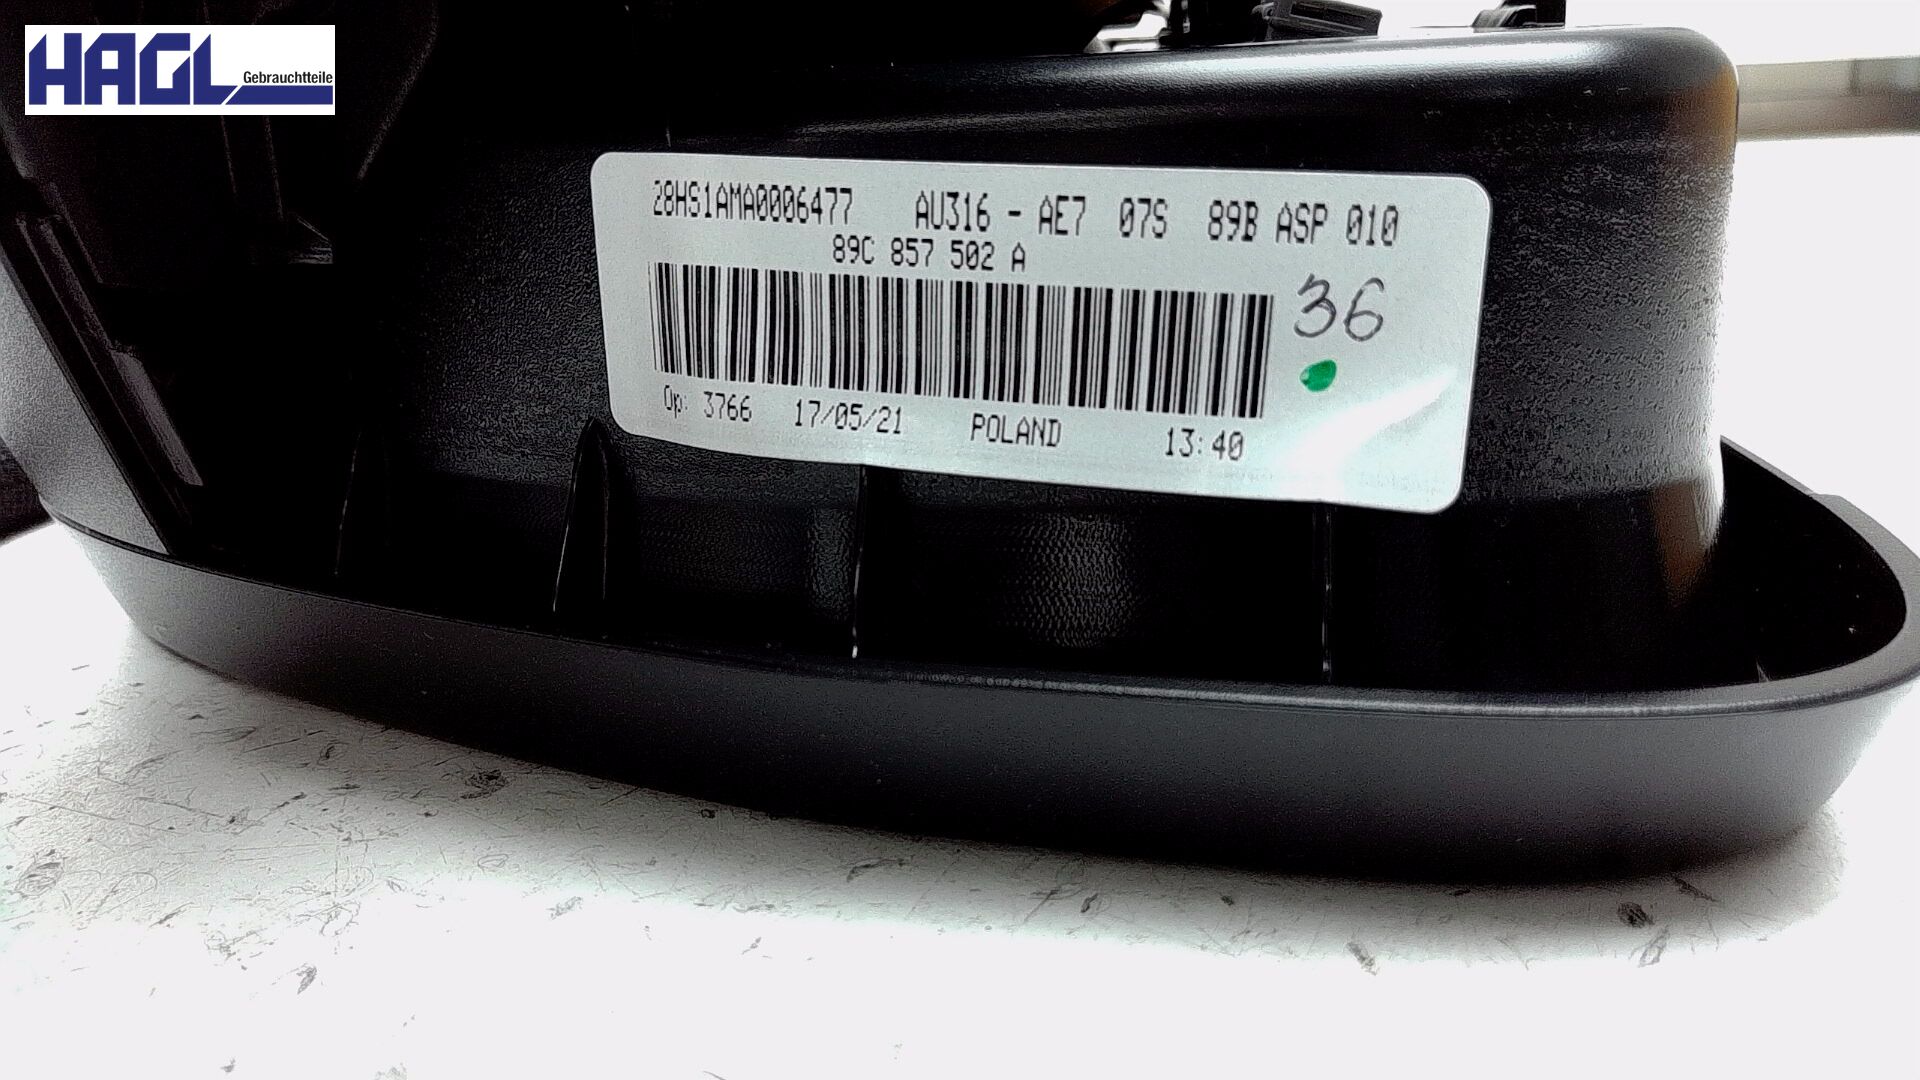 HAGL
Gebrauchtteile
28HS1AMA0006477 AU316 - AE7 07S 89B ASP 010
89C 857 502 A
36
Op: 3766 17/05/21 POLAND 13:40